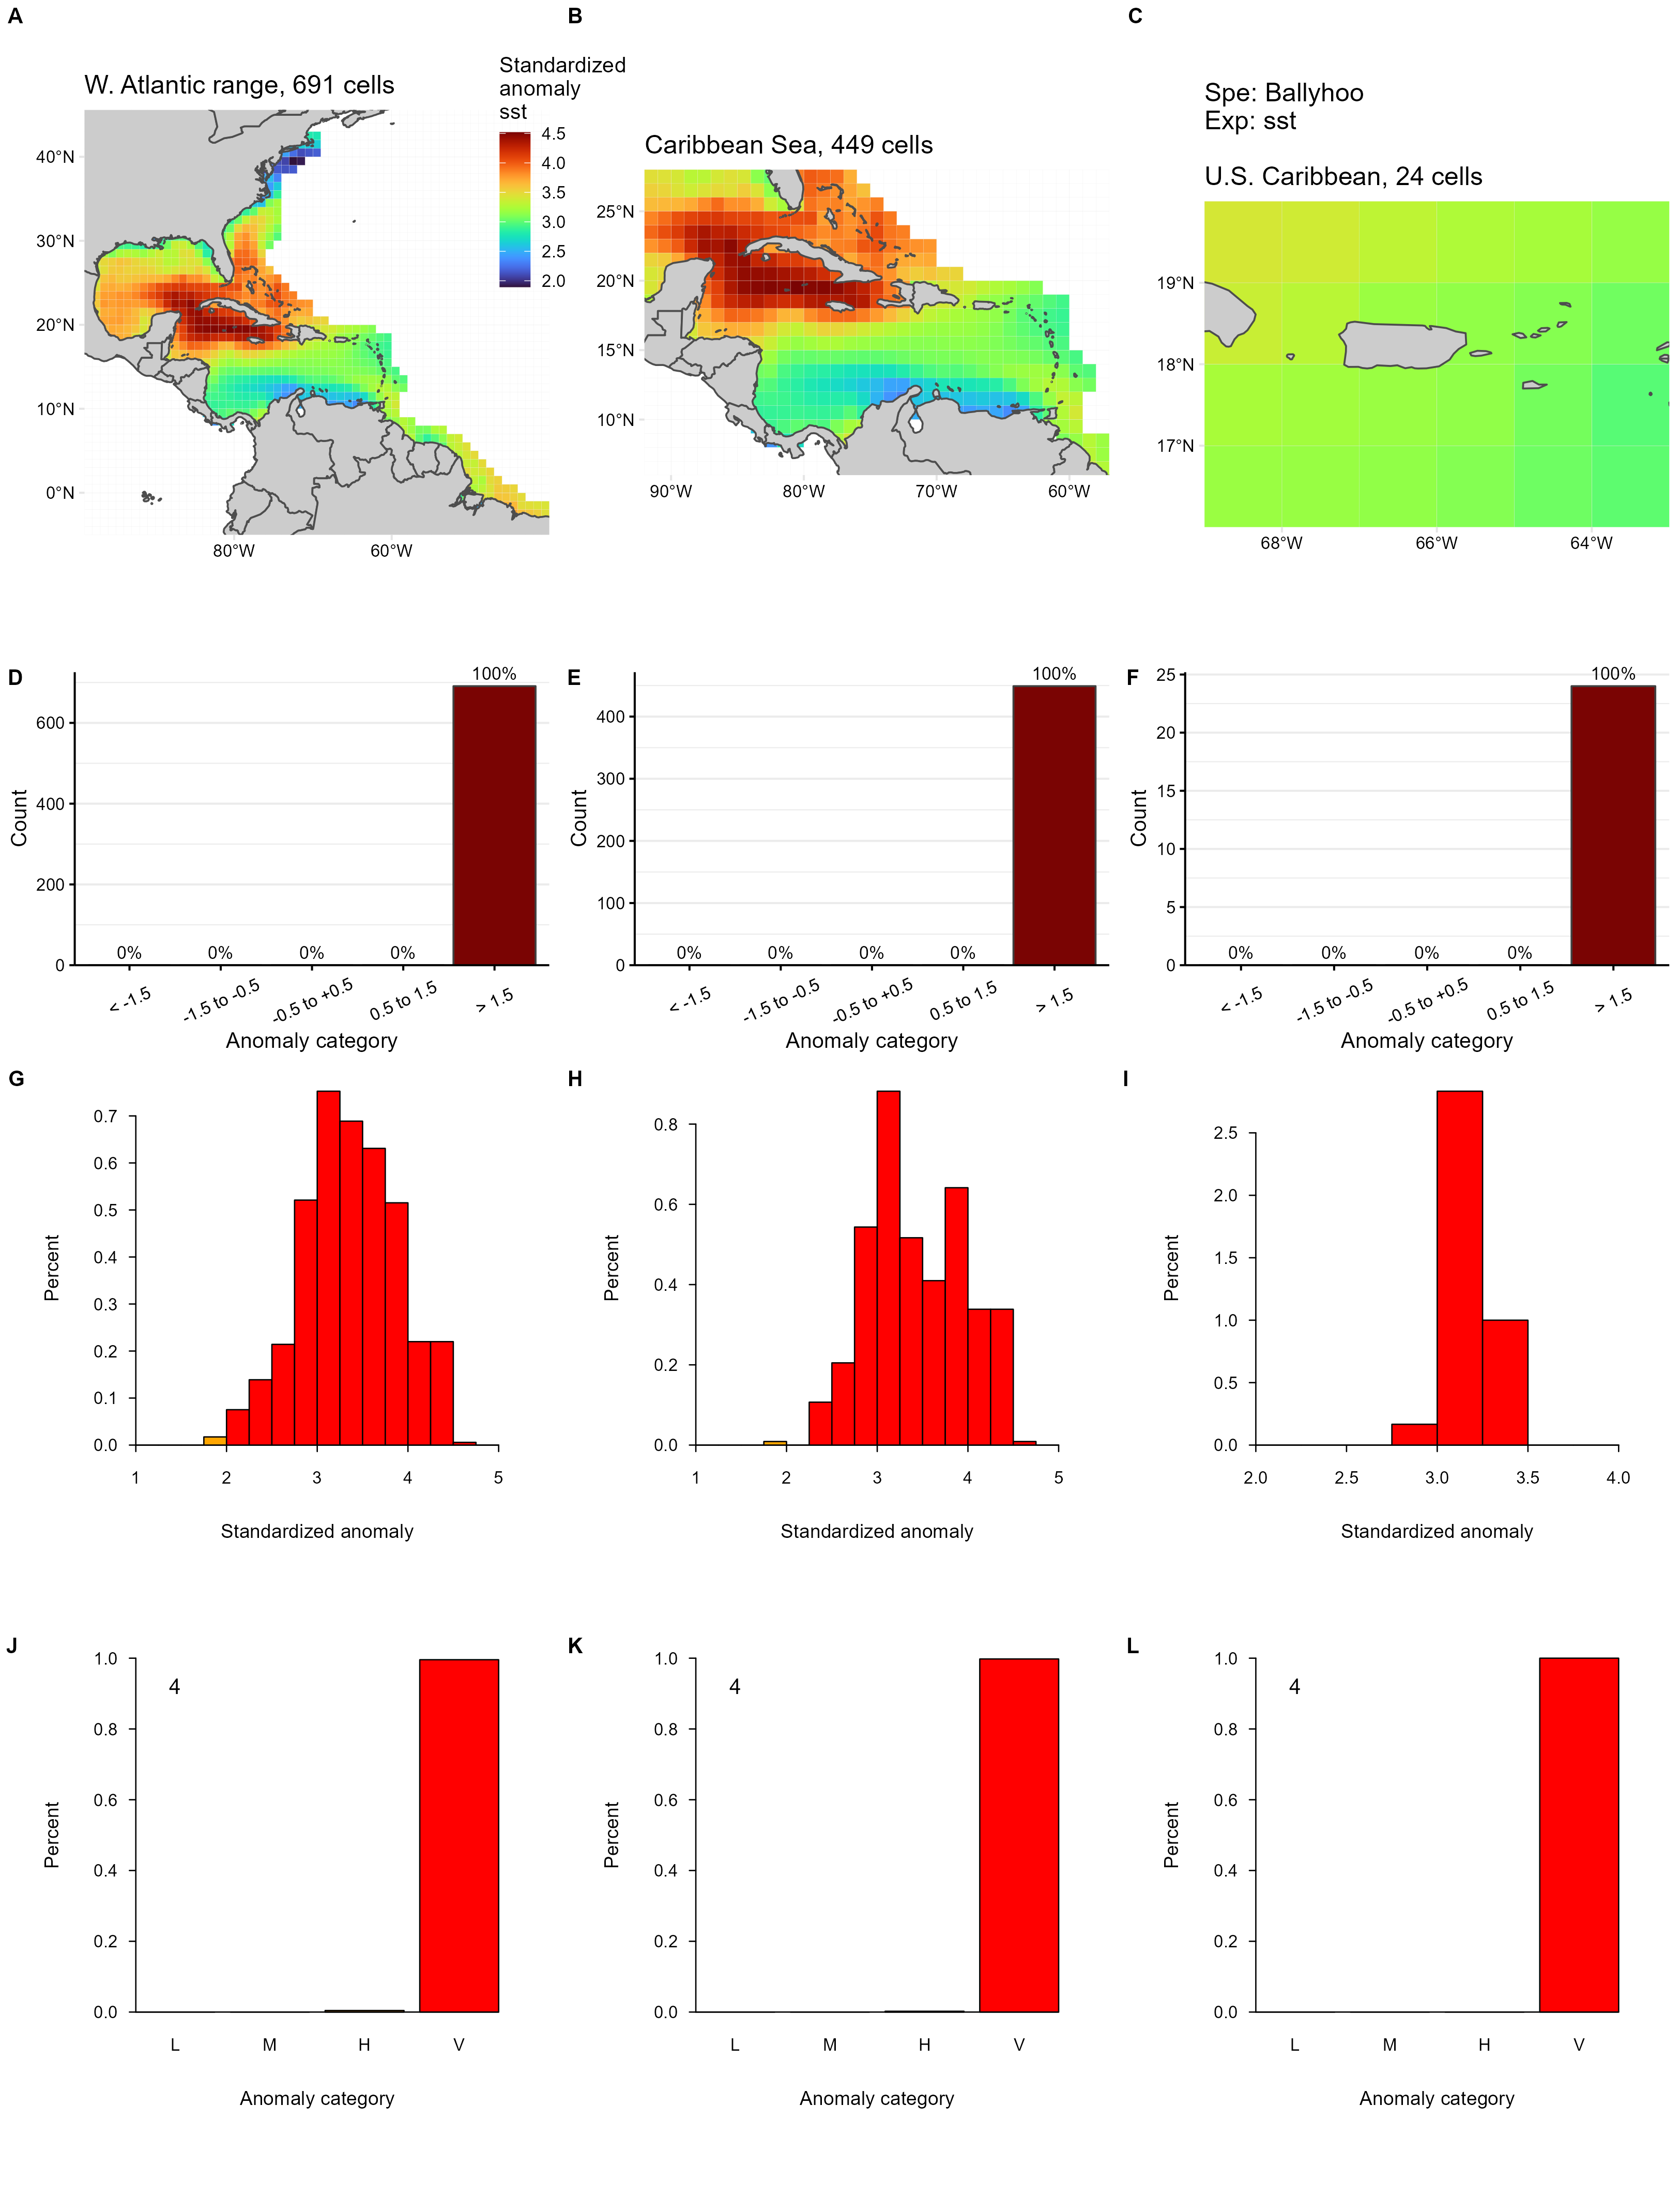 A
B
C
W. Atlantic range, 691 cells
Standardized
anomaly
sst
4.5
4.0
3.5
3.0
2.5
2.0
40°N
30°N
20°N
10°N
0°N
80°W
60°W
Caribbean Sea, 449 cells
25°N
20°N
15°N
10°N
90°W
80°W
70°W
60°W
Spe: Ballyhoo
Exp: sst
U.S. Caribbean, 24 cells
19°N
18°N
17°N
68°W
66°W
64°W
D
Count
600
400
200
0
0%
0%
0%
0%
100%
< -1.5
-1.5 to -0.5
-0.5 to +0.5
0.5 to 1.5
> 1.5
Anomaly category
E
Count
400
300
200
100
0
0%
0%
0%
0%
100%
< -1.5
-1.5 to -0.5
-0.5 to +0.5
0.5 to 1.5
> 1.5
Anomaly category
F
Count
25
20
15
10
5
0
0%
0%
0%
0%
100%
< -1.5
-1.5 to -0.5
-0.5 to +0.5
0.5 to 1.5
> 1.5
Anomaly category
G
Percent
0.7
0.6
0.5
0.4
0.3
0.2
0.1
0.0
1
2
3
4
5
Standardized anomaly
H
Percent
0.8
0.6
0.4
0.2
0.0
1
2
3
4
5
Standardized anomaly
I
Percent
2.5
2.0
1.5
1.0
0.5
0.0
2.0
2.5
3.0
3.5
4.0
Standardized anomaly
J
4
Percent
1.0
0.8
0.6
0.4
0.2
0.0
L
M
H
V
Anomaly category
K
4
Percent
1.0
0.8
0.6
0.4
0.2
0.0
L
M
H
V
Anomaly category
L
4
Percent
1.0
0.8
0.6
0.4
0.2
0.0
L
M
H
V
Anomaly category